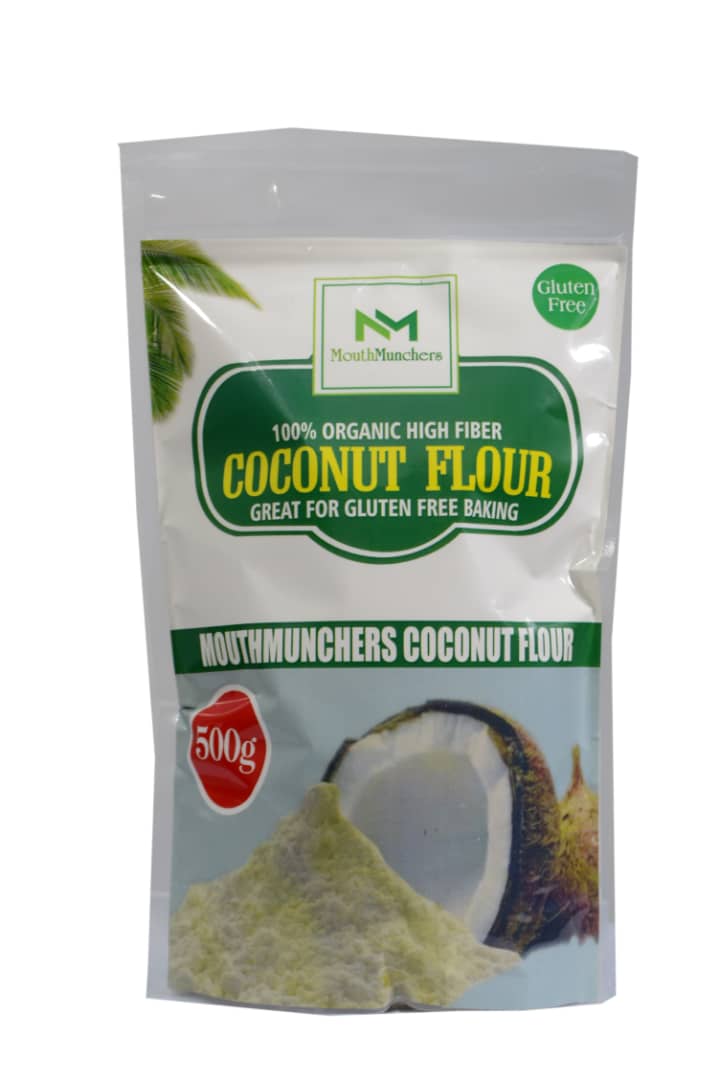 Gluten
Free
MouthMunchers
100% ORGANIC HIGH FIBER
COCONUT FLOUR
GREAT FOR GLUTEN FREE BAKING
MOUTHMUNCHERS COCONUT FLOUR
500g